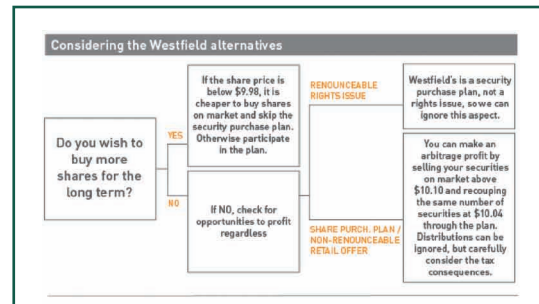 Considering the Westfield alternatives
Do you wish to
buy more
shares for the
long term?
YES
NO
If the share price is
below $9.98, it is
cheaper to buy shares
on market and skip the
security purchase plan.
Otherwise participate
in the plan.
If NO, check for
opportunities to profit
regardless
RENOUNCEABLE
RIGHTS ISSUE
SHARE PURCH. PLAN /
NON-RENOUNCEABLE
RETAIL OFFER
Westfield's is a security
purchase plan, not a
rights issue, so we can
ignore this aspect.
You can make an
arbitrage profit by
selling your securities
on market above
$10.10 and recouping
the same number of
securities at $10.04
through the plan.
Distributions can be
ignored, but carefully
consider the tax
consequences.